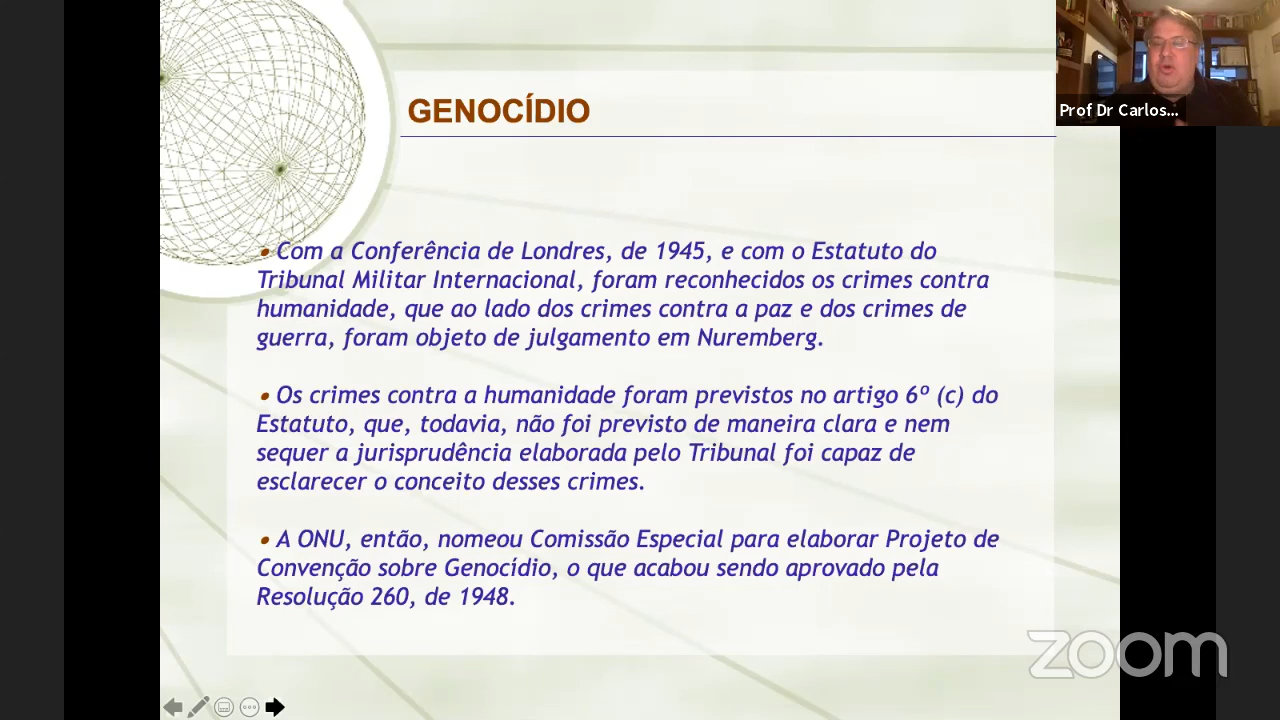 GENOCÍDIO
Prof Dr Carlos...
• Com a Conferência de Londres, de 1945, e com o Estatuto do
Tribunal Militar Internacional, foram reconhecidos os crimes contra
humanidade, que ao lado dos crimes contra a paz e dos crimes de
guerra, foram objeto de julgamento em Nuremberg.
• Os crimes contra a humanidade foram previstos no artigo 6º (c) do
Estatuto, que, todavia, não foi previsto de maneira clara e nem
sequer a jurisprudência elaborada pelo Tribunal foi capaz de
esclarecer o conceito desses crimes.
• A ONU, então, nomeou Comissão Especial para elaborar Projeto de
Convenção sobre Genocídio, o que acabou sendo aprovado pela
Resolução 260, de 1948.
zoom